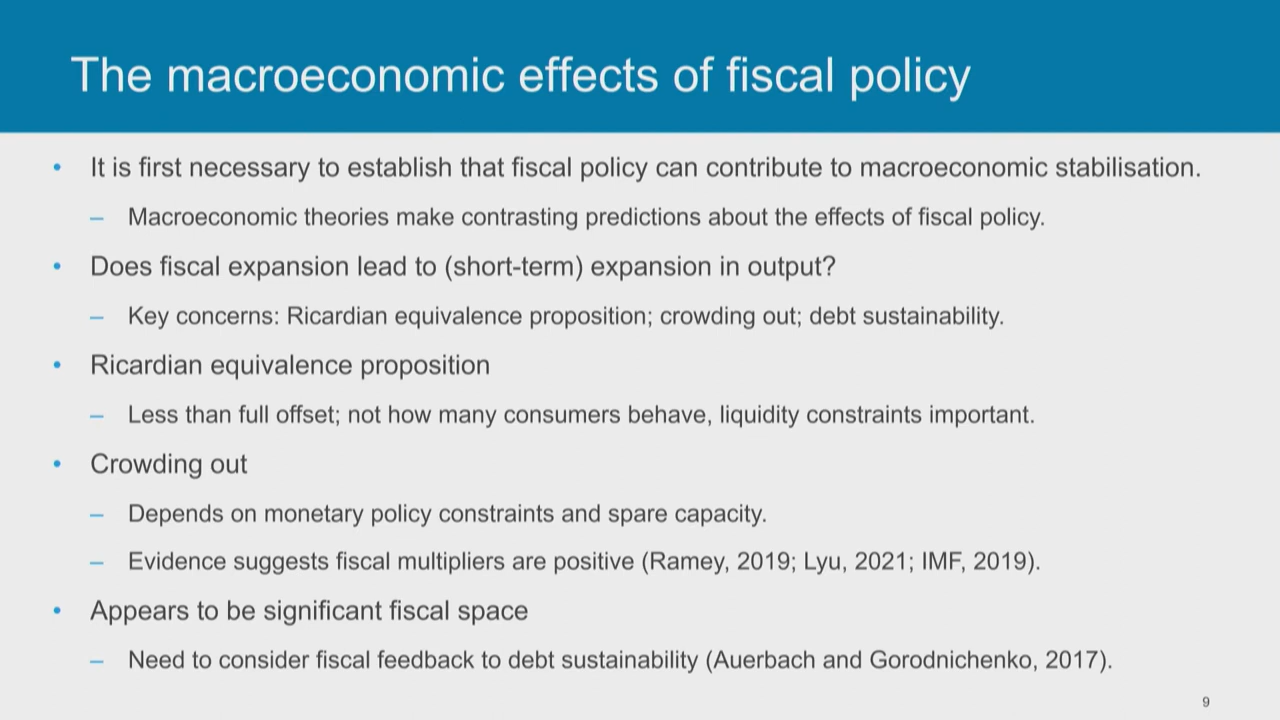 The macroeconomic effects of fiscal policy
• It is first necessary to establish that fiscal policy can contribute to macroeconomic stabilisation.
– Macroeconomic theories make contrasting predictions about the effects of fiscal policy.
• Does fiscal expansion lead to (short-term) expansion in output?
– Key concerns: Ricardian equivalence proposition; crowding out; debt sustainability.
• Ricardian equivalence proposition
– Less than full offset; not how many consumers behave, liquidity constraints important.
• Crowding out
– Depends on monetary policy constraints and spare capacity.
– Evidence suggests fiscal multipliers are positive (Ramey, 2019; Lyu, 2021; IMF, 2019).
• Appears to be significant fiscal space
– Need to consider fiscal feedback to debt sustainability (Auerbach and Gorodnichenko, 2017).
9